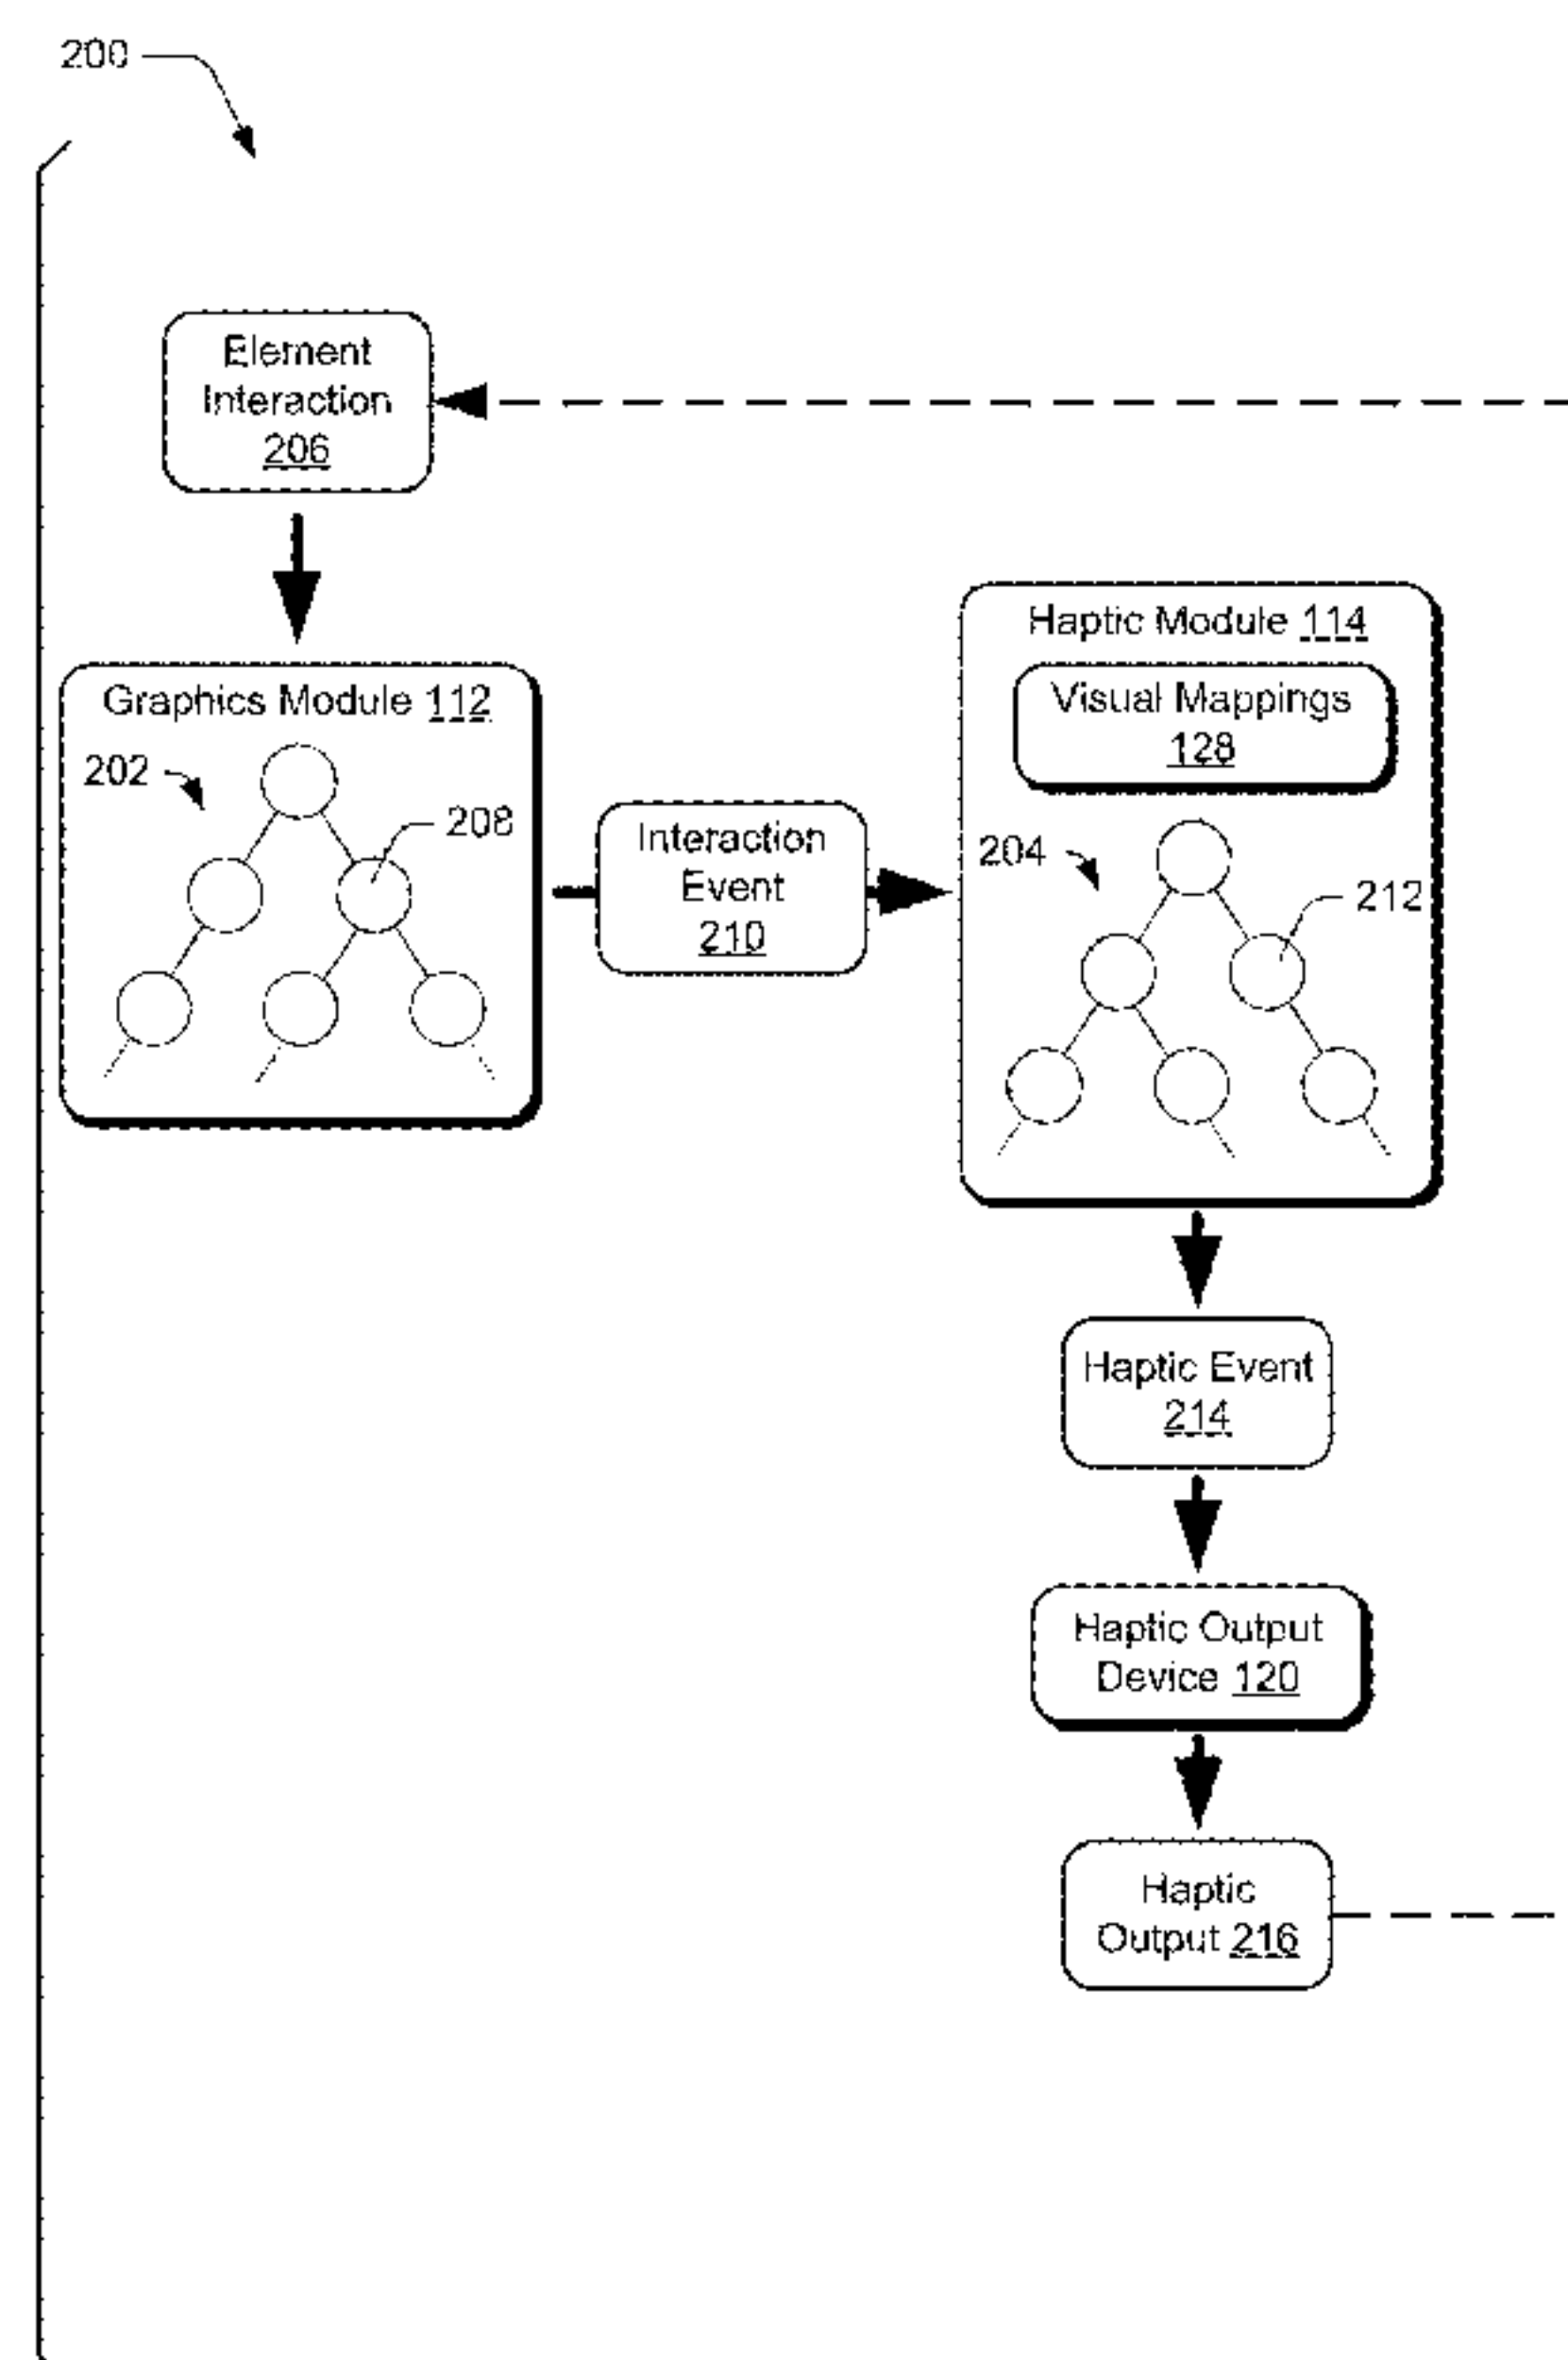 200
Element
Interaction
206
Graphics Module 112
202
208
Interaction
Event
210
Haptic Module 114
Visual Mappings
128
204
212
Haptic Event
214
Haptic Output
Device 120
Haptic
Output 216